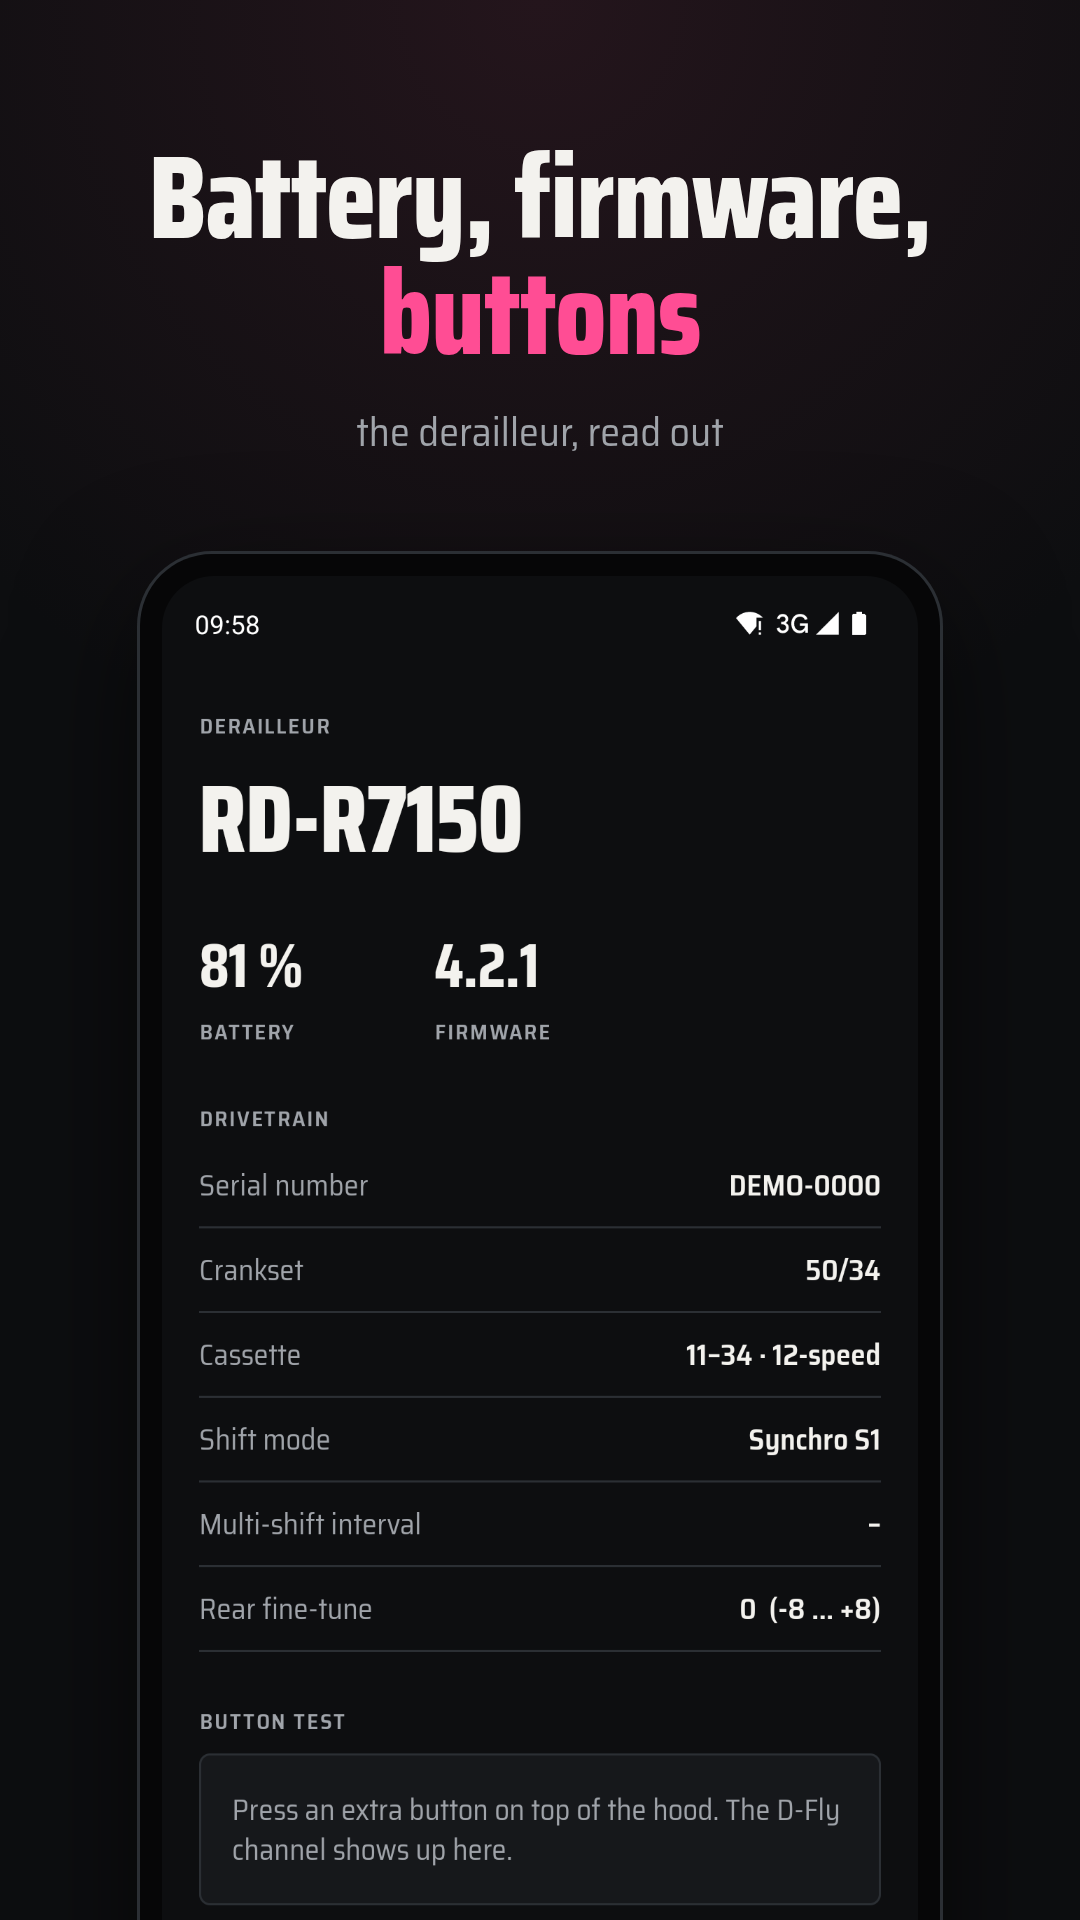 Battery, firmware,
buttons
the derailleur, read out
09:58
3G
DERAILLEUR
RD-R7150
81 % 4.2.1
BATTERY FIRMWARE
DRIVETRAIN
Serial number DEMO-0000
Crankset 50/34
Cassette 11–34 · 12-speed
Shift mode Synchro S1
Multi-shift interval –
Rear fine-tune 0 (-8 … +8)
BUTTON TEST
Press an extra button on top of the hood. The D-Fly
channel shows up here.